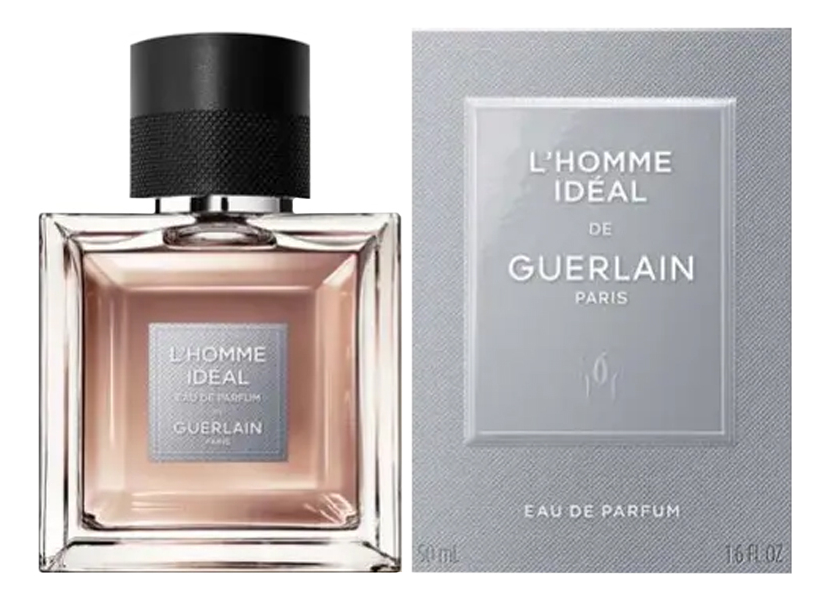 L'HOMME
IDÉAL
EAU DE PARFUM
DE
GUERLAIN
PARIS
L'HOMME
IDÉAL
DE
GUERLAIN
PARIS
EAU DE PARFUM
50 mL
1.6 FL.OZ